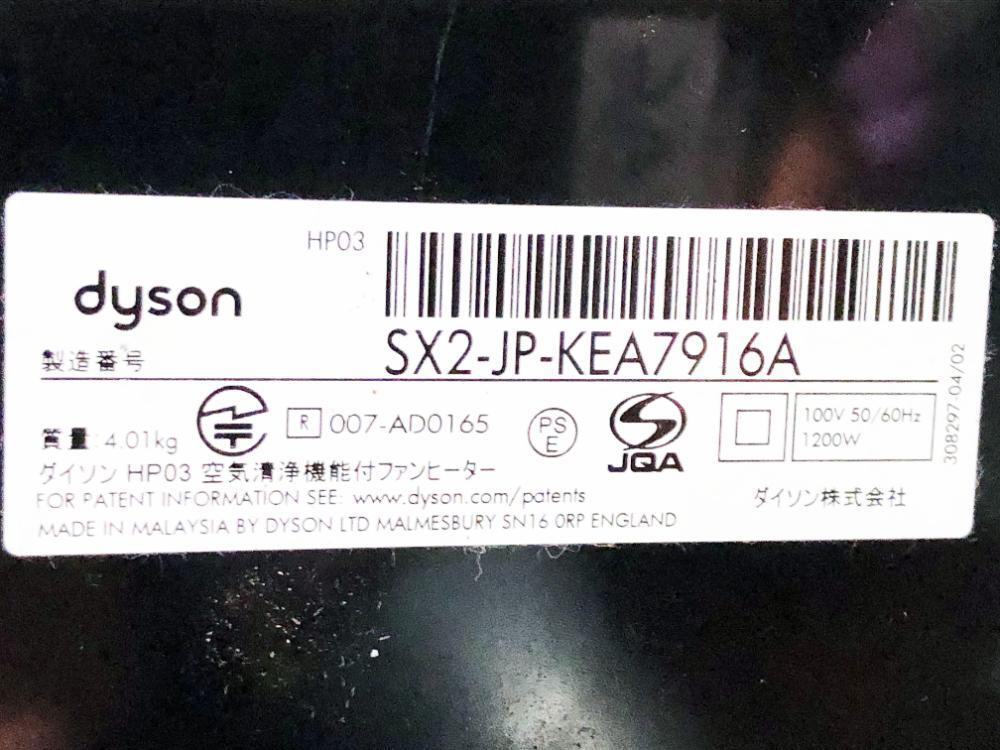 HP03
dyson
製造番号 SX2-JP-KEA7916A
308297-04/02
質量: 4.01kg R 007-AD0165 PS E JQA 100V 50/60Hz
1200W
ダイソン HP03 空気清浄機能付ファンヒーター
FOR PATENT INFORMATION SEE: www.dyson.com/patents ダイソン株式会社
MADE IN MALAYSIA BY DYSON LTD MALMESBURY SN16 0RP ENGLAND